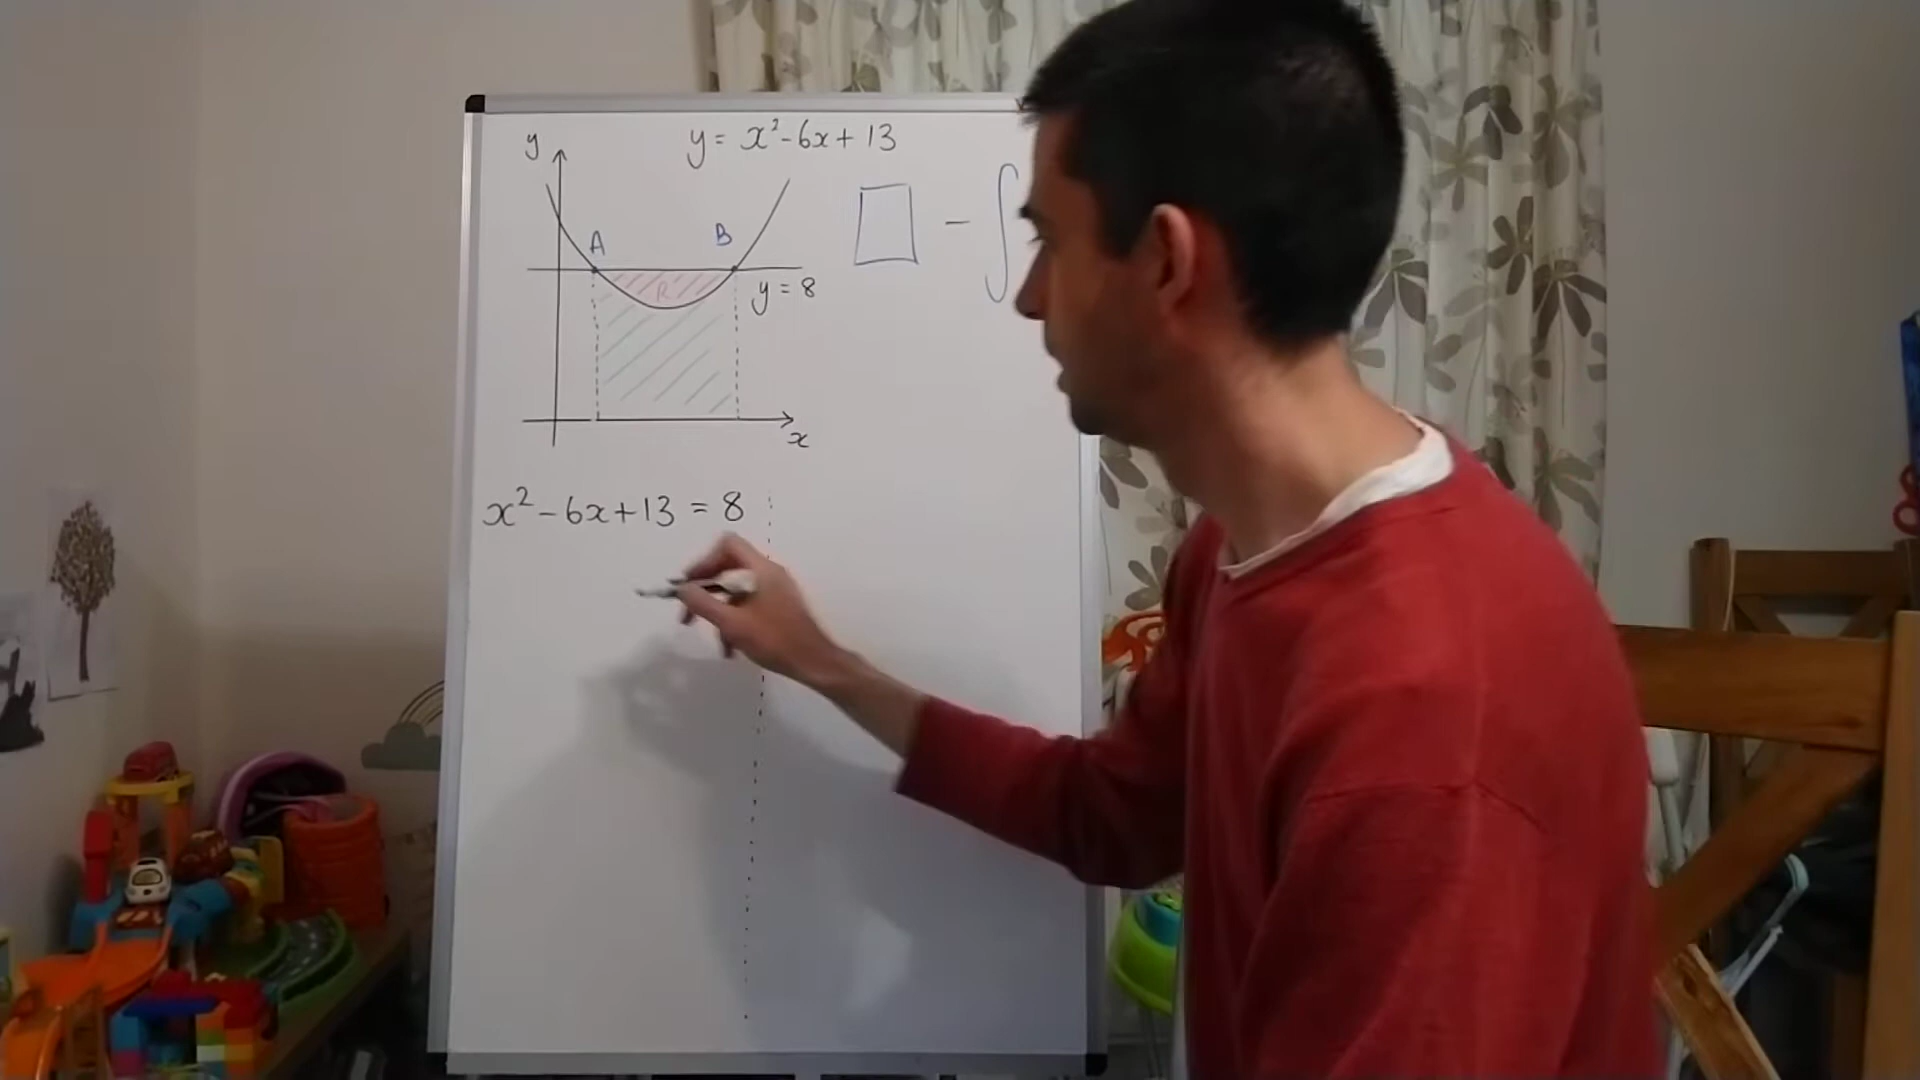 y = x² - 6x + 13
y
A
B
R
y = 8
x
□ - ∫
x² - 6x + 13 = 8